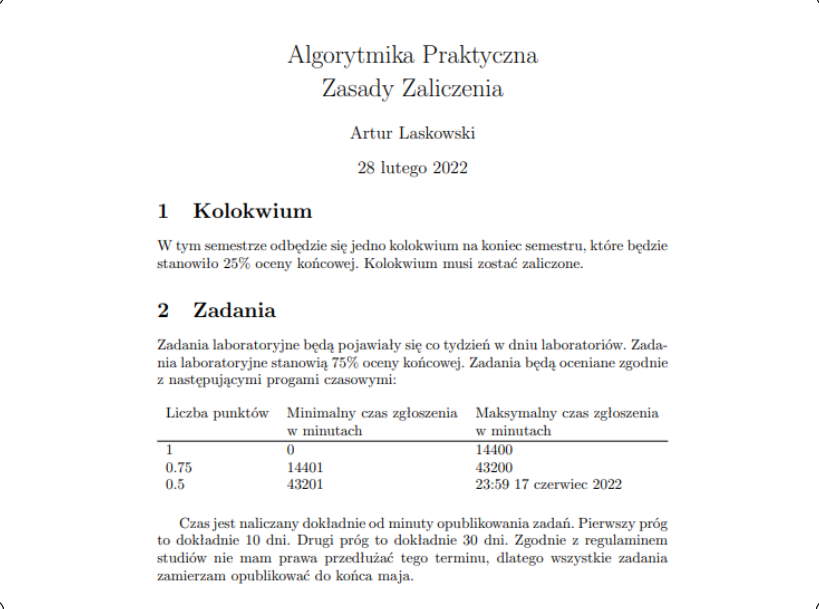 Algorytmika Praktyczna
Zasady Zaliczenia
Artur Laskowski
28 lutego 2022
1 Kolokwium
W tym semestrze odbędzie się jedno kolokwium na koniec semestru, które będzie
stanowiło 25% oceny końcowej. Kolokwium musi zostać zaliczone.
2 Zadania
Zadania laboratoryjne będą pojawiały się co tydzień w dniu laboratoriów. Zada-
nia laboratoryjne stanowią 75% oceny końcowej. Zadania będą oceniane zgodnie
z następującymi progami czasowymi:
Liczba punktów Minimalny czas zgłoszenia Maksymalny czas zgłoszenia
w minutach w minutach
1 0 14400
0.75 14401 43200
0.5 43201 23:59 17 czerwiec 2022
Czas jest naliczany dokładnie od minuty opublikowania zadań. Pierwszy próg
to dokładnie 10 dni. Drugi próg to dokładnie 30 dni. Zgodnie z regulaminem
studiów nie mam prawa przedłużać tego terminu, dlatego wszystkie zadania
zamierzam opublikować do końca maja.